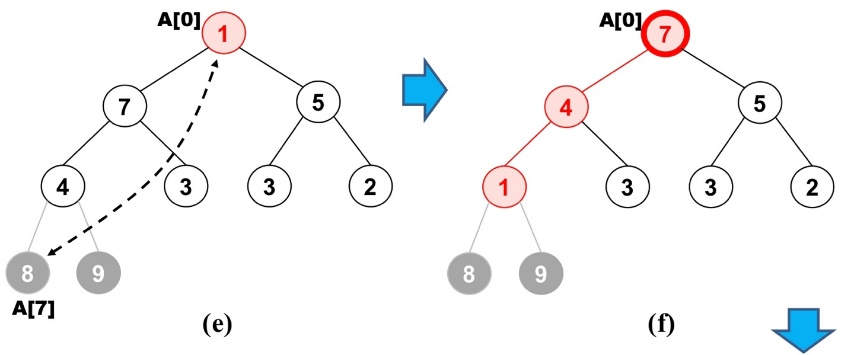 A[0] 1
7 5
4 3 3 2
8 9
A[7]
(e)
A[0] 7
4 5
1 3 3 2
8 9
(f)